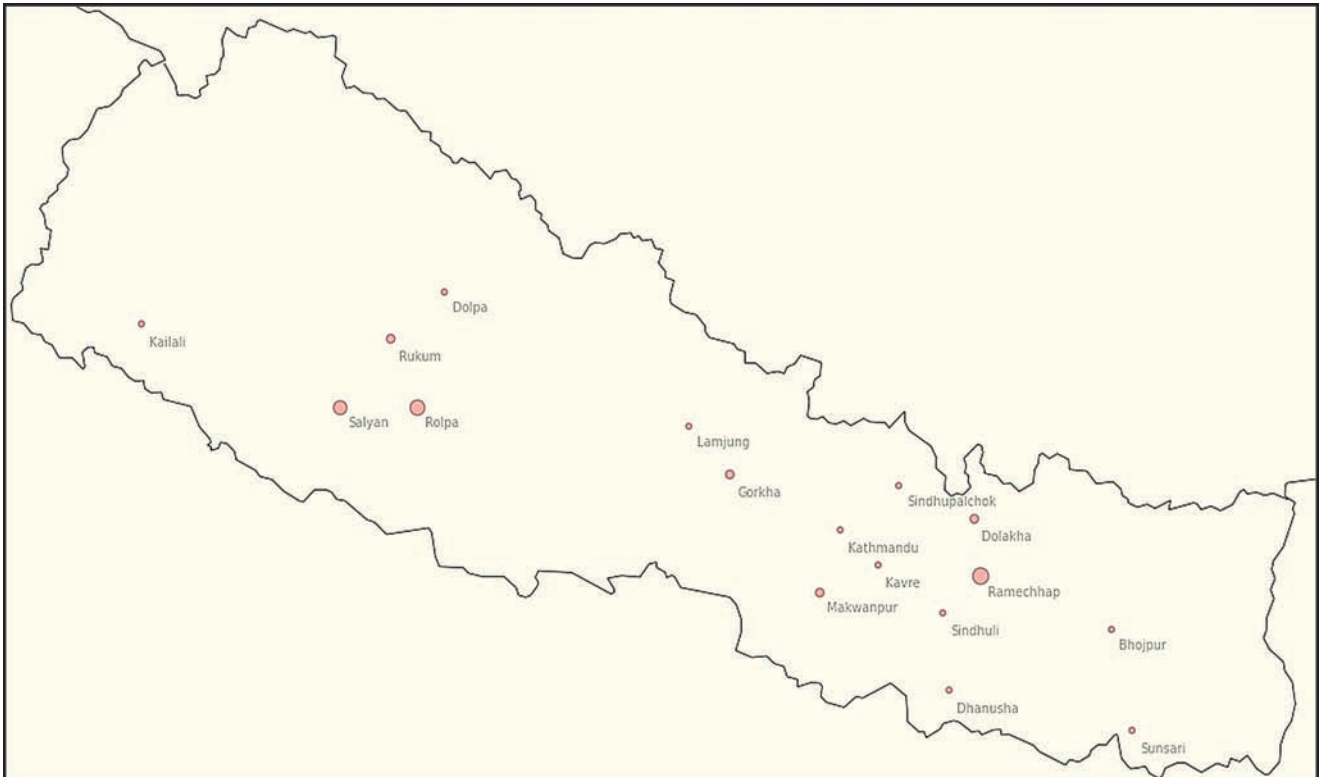 Dolpa
Kailali
Rukum
Salyan
Rolpa
Lamjung
Gorkha
Sindhupalchok
Dolakha
Kathmandu
Kavre
Ramechhap
Makwanpur
Sindhuli
Bhojpur
Dhanusha
Sunsari